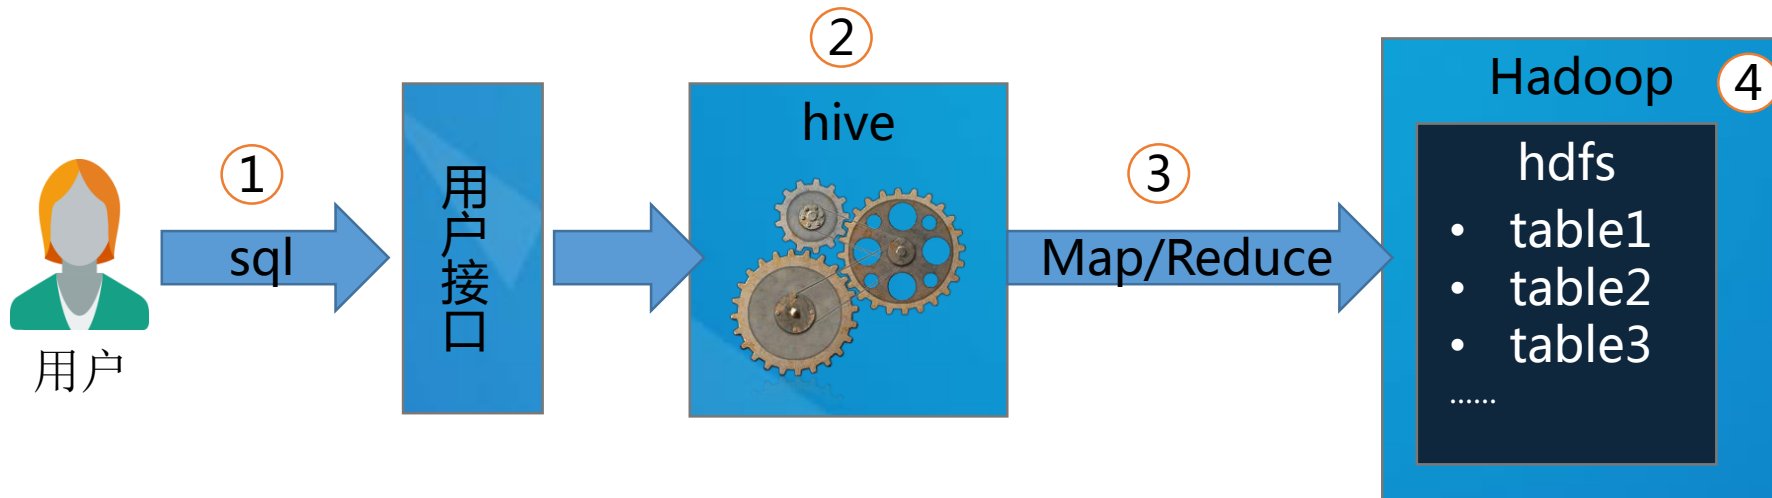 用户
①
sql
用户接口
②
hive
③
Map/Reduce
④
Hadoop
hdfs
• table1
• table2
• table3
......